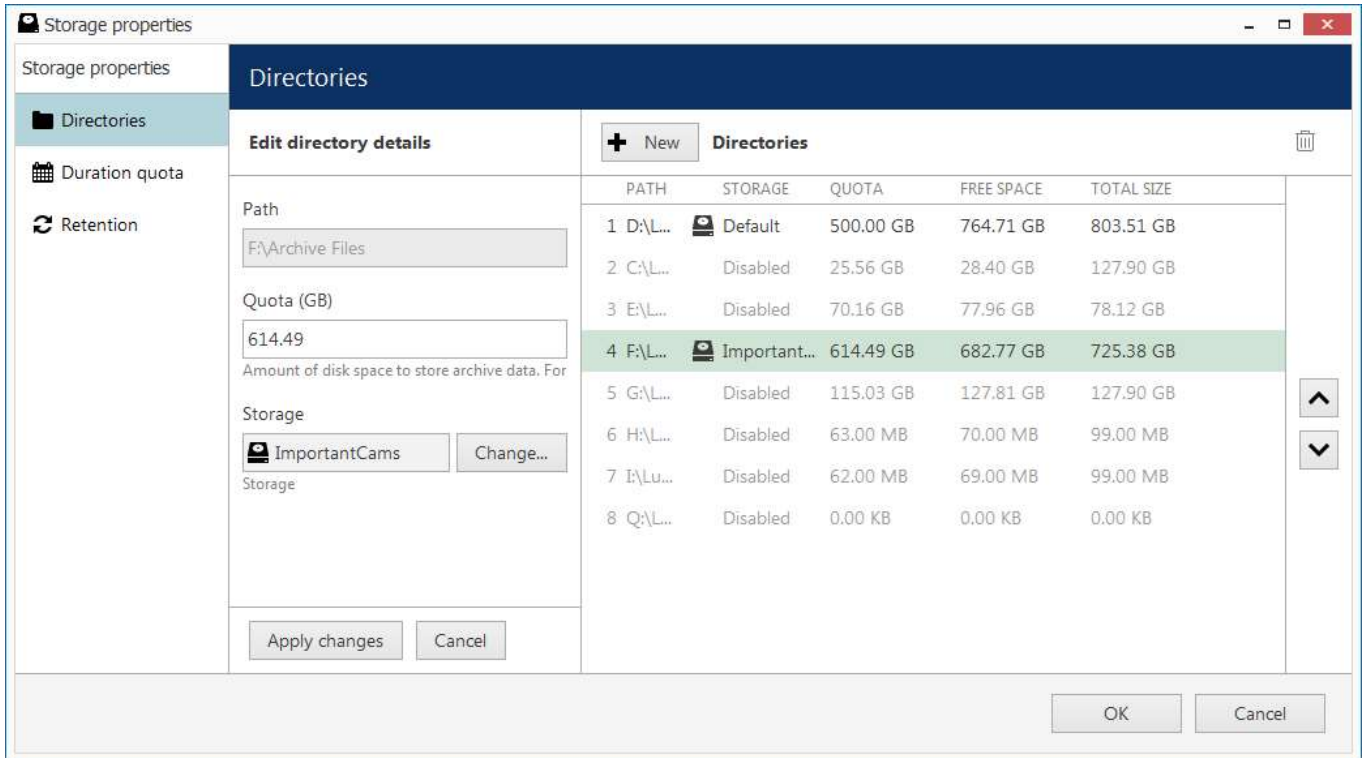 Storage properties
Storage properties
Directories
Duration quota
Retention
Directories
Edit directory details
Path
F:\Archive Files
Quota (GB)
614.49
Amount of disk space to store archive data. For
Storage
ImportantCams Change...
Storage
Apply changes Cancel
New Directories
PATH STORAGE QUOTA FREE SPACE TOTAL SIZE
1 D:\L... Default 500.00 GB 764.71 GB 803.51 GB
2 C:\L... Disabled 25.56 GB 28.40 GB 127.90 GB
3 E:\L... Disabled 70.16 GB 77.96 GB 78.12 GB
4 F:\L... Important... 614.49 GB 682.77 GB 725.38 GB
5 G:\L... Disabled 115.03 GB 127.81 GB 127.90 GB
6 H:\L... Disabled 63.00 MB 70.00 MB 99.00 MB
7 I:\Lu... Disabled 62.00 MB 69.00 MB 99.00 MB
8 Q:\L... Disabled 0.00 KB 0.00 KB 0.00 KB
OK Cancel